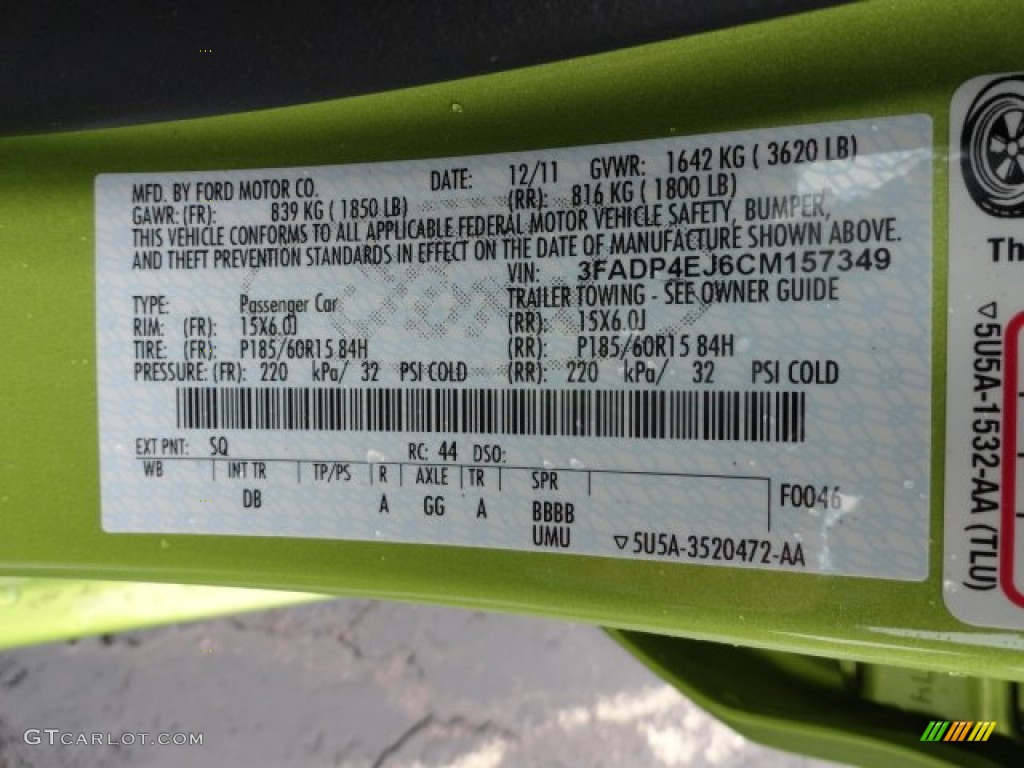 MFD. BY FORD MOTOR CO. DATE: 12/11 GVWR: 1642 KG ( 3620 LB)
GAWR: (FR): 839 KG ( 1850 LB) (RR): 816 KG ( 1800 LB)
THIS VEHICLE CONFORMS TO ALL APPLICABLE FEDERAL MOTOR VEHICLE SAFETY, BUMPER,
AND THEFT PREVENTION STANDARDS IN EFFECT ON THE DATE OF MANUFACTURE SHOWN ABOVE.
VIN: 3FADP4EJ6CM157349
TYPE: Passenger Car TRAILER TOWING - SEE OWNER GUIDE
RIM: (FR): 15X6.0J (RR): 15X6.0J
TIRE: (FR): P185/60R15 84H (RR): P185/60R15 84H
PRESSURE: (FR): 220 kPa/ 32 PSI COLD (RR): 220 kPa/ 32 PSI COLD
EXT PNT: SQ RC: 44 DSO:
WB INT TR TP/PS R AXLE TR SPR
DB A GG A BBBB F0046
UMU
▽5U5A-3520472-AA
Th
▽5U5A-1532-AA (TLU)
GTCARLOT.COM